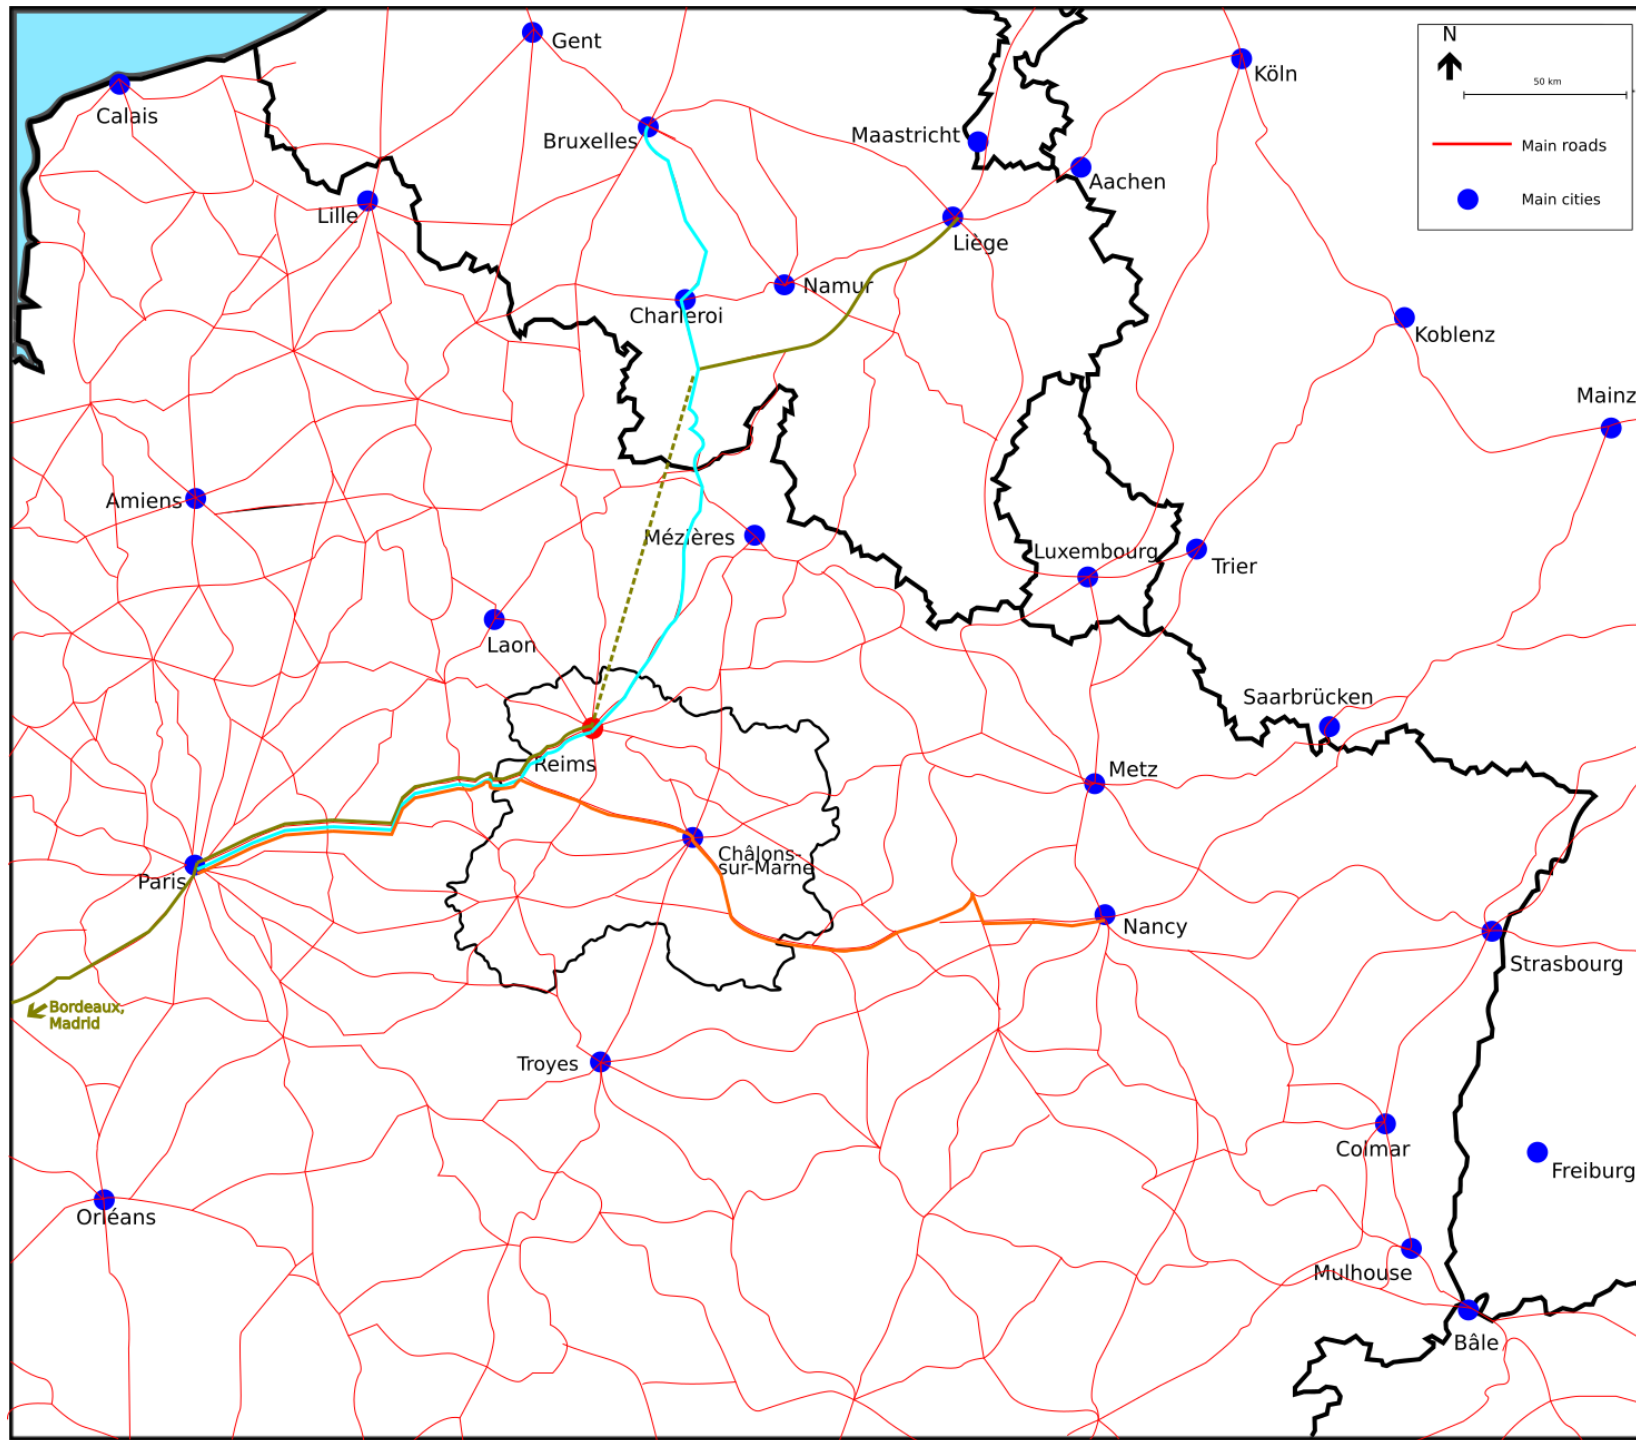 Gent
N
50 km
Köln
Calais
Bruxelles
Maastricht
Main roads
Aachen
Main cities
Lille
Liège
Namur
Charleroi
Koblenz
Mainz
Amiens
Mézières
Luxembourg
Trier
Laon
Saarbrücken
Reims
Metz
Châlons-
sur-Marne
Paris
Nancy
Strasbourg
Bordeaux,
Madrid
Troyes
Colmar
Freiburg
Orléans
Mulhouse
Bâle